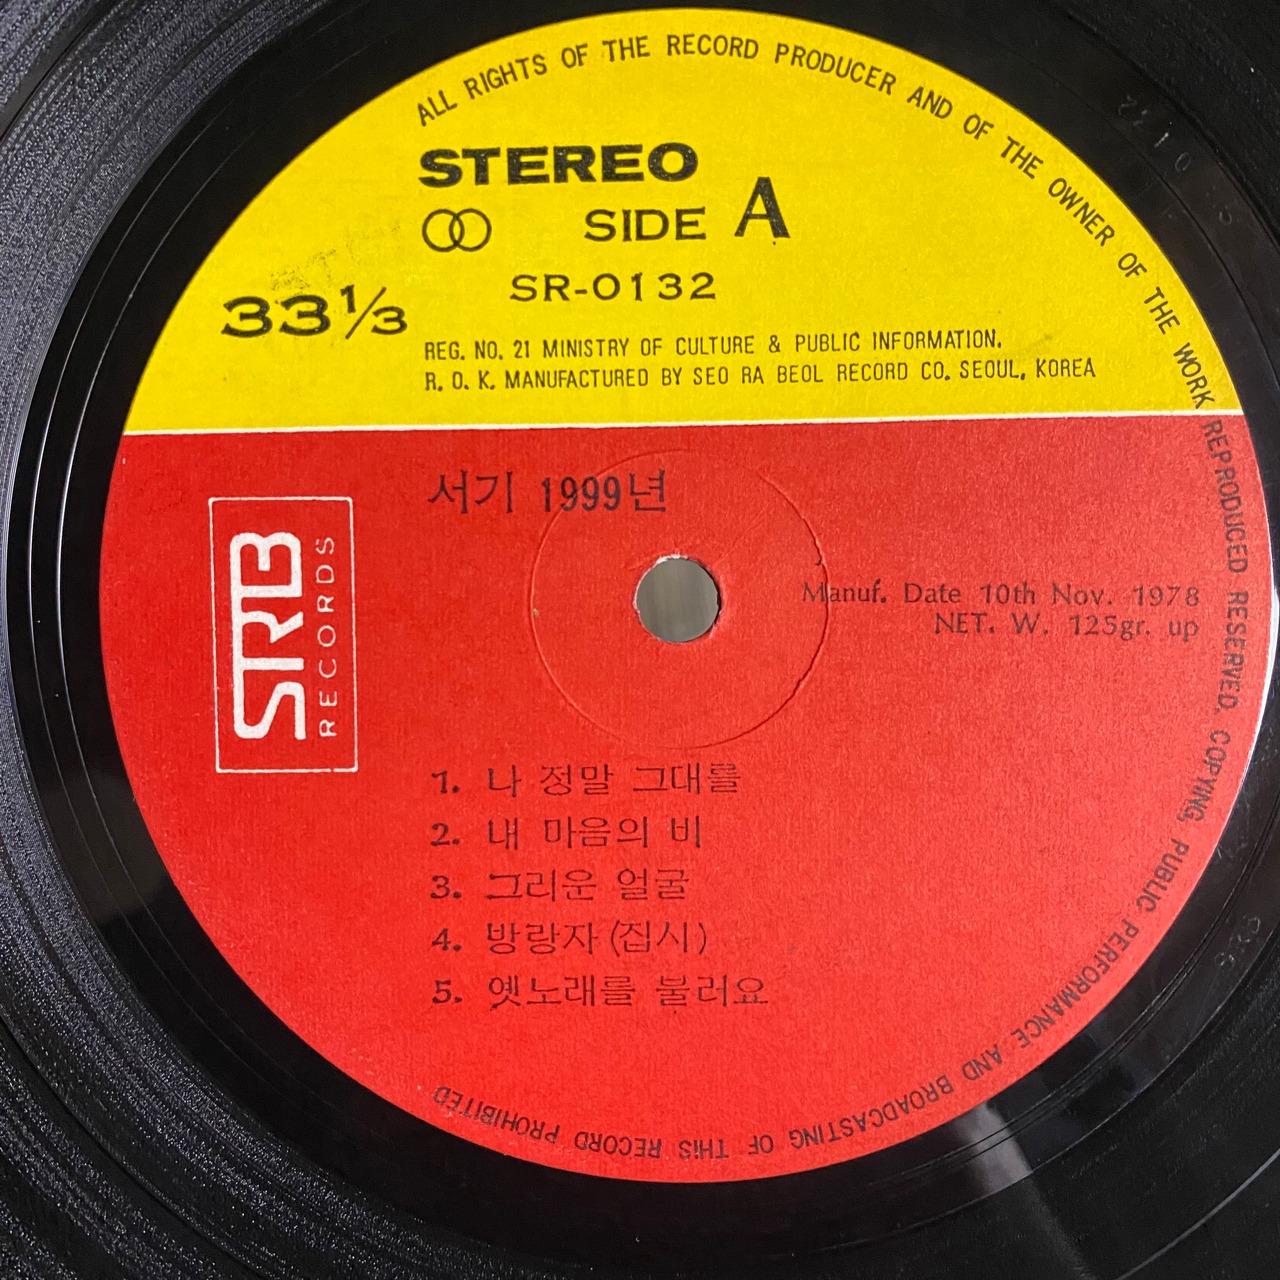 ALL RIGHTS OF THE RECORD PRODUCER AND OF THE OWNER OF THE WORK REPRODUCED RESERVED. COPYING, PUBLIC PERFORMANCE AND BROADCASTING OF THIS RECORD PROHIBITED
STEREO
SIDE A
SR-0132
33 1/3
REG. NO. 21 MINISTRY OF CULTURE & PUBLIC INFORMATION.
R. O. K. MANUFACTURED BY SEO RA BEOL RECORD CO. SEOUL, KOREA
서기 1999년
SRB
RECORDS
Manuf. Date 10th Nov. 1978
NET. W. 125gr. up
1. 나 정말 그대를
2. 내 마음의 비
3. 그리운 얼굴
4. 방랑자 (집시)
5. 옛노래를 불러요